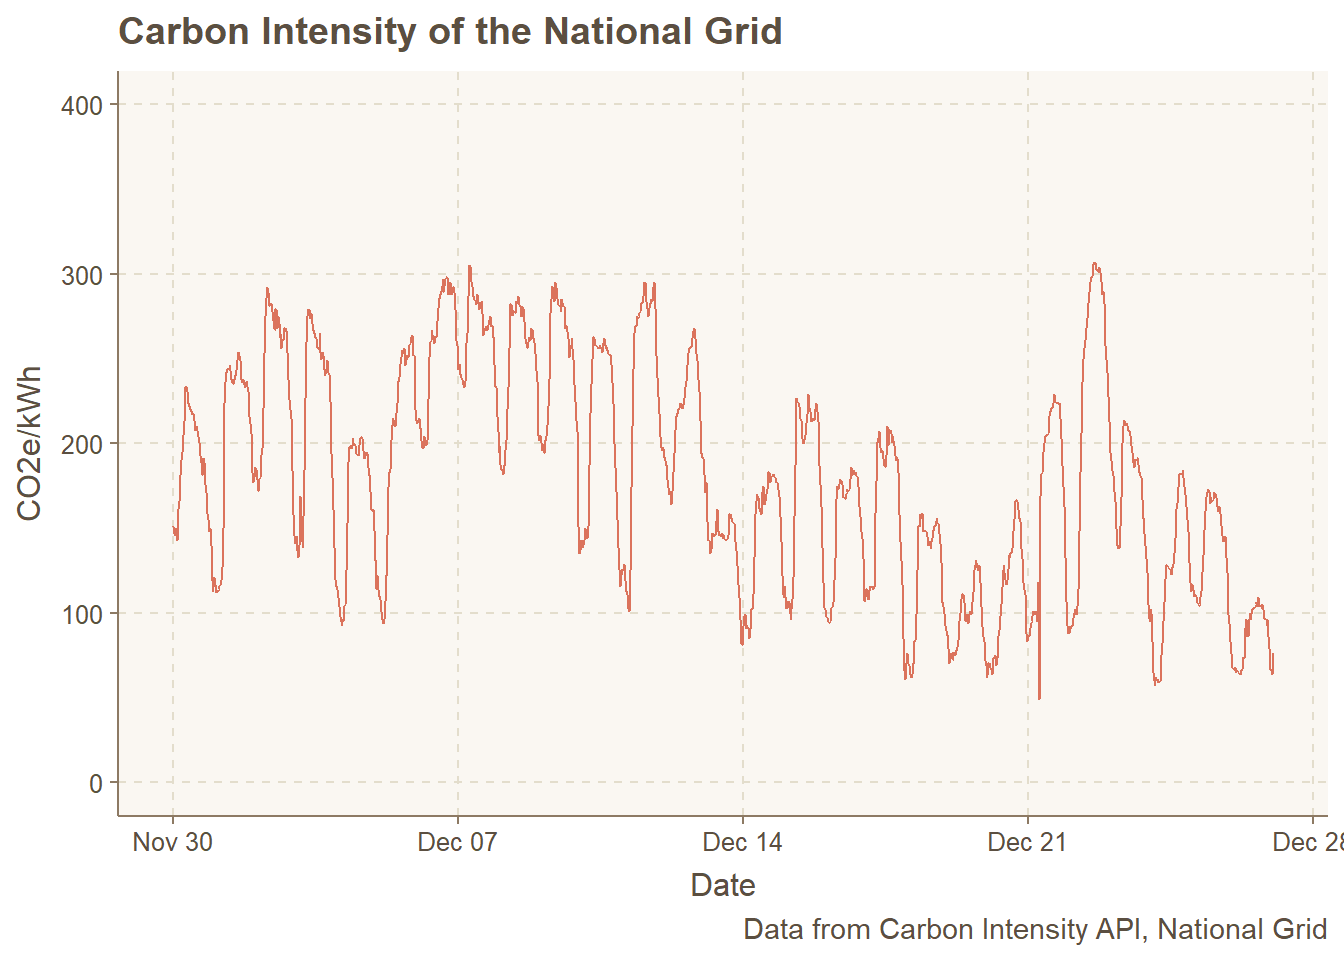 Carbon Intensity of the National Grid
CO2e/kWh
400
300
200
100
0
Nov 30
Dec 07
Dec 14
Dec 21
Dec 28
Date
Data from Carbon Intensity API, National Grid